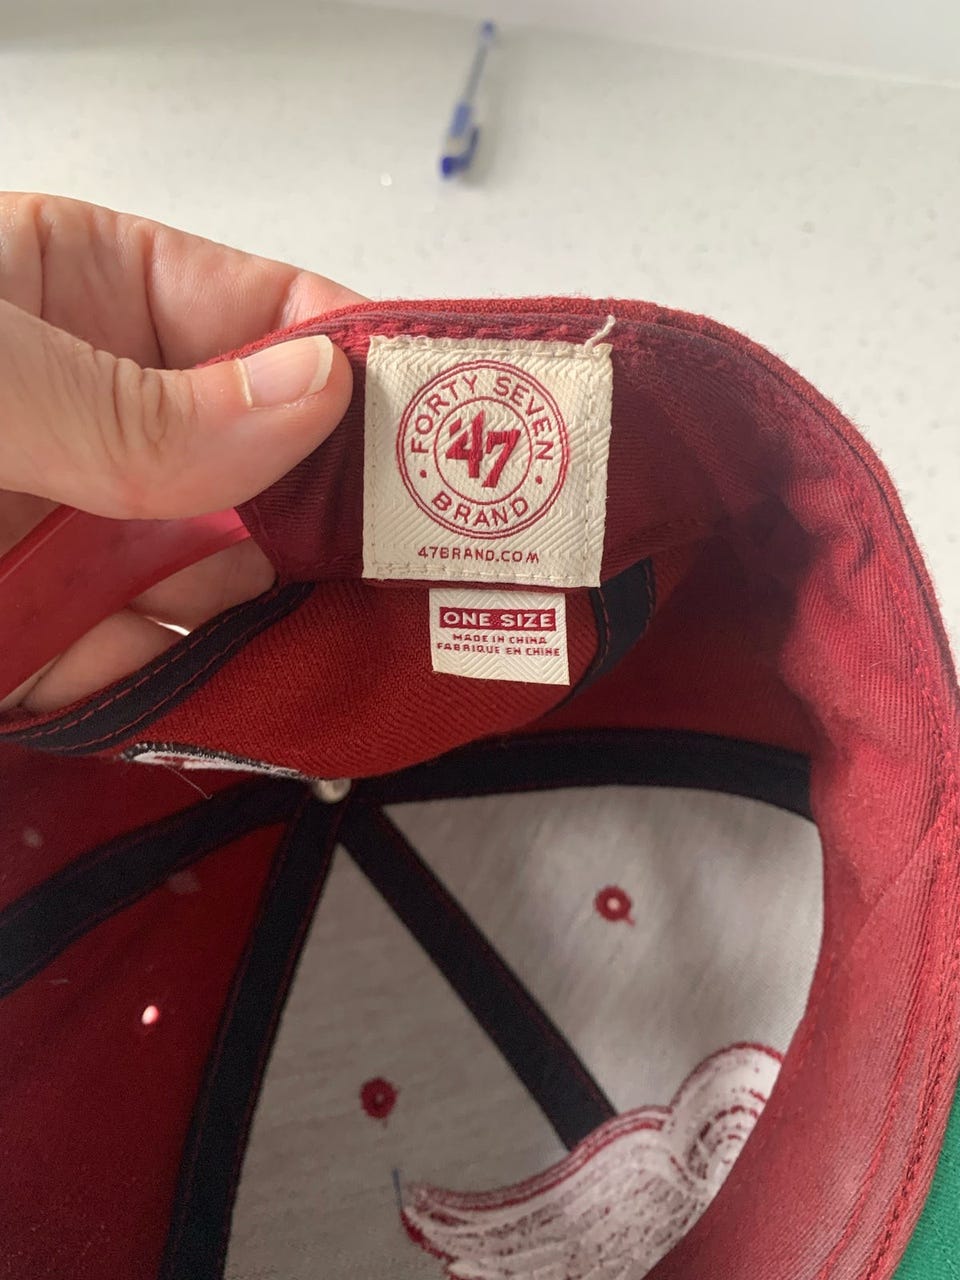 FORTY SEVEN
'47
BRAND
47BRAND.COM
ONE SIZE
MADE IN CHINA
FABRIQUE EN CHINE